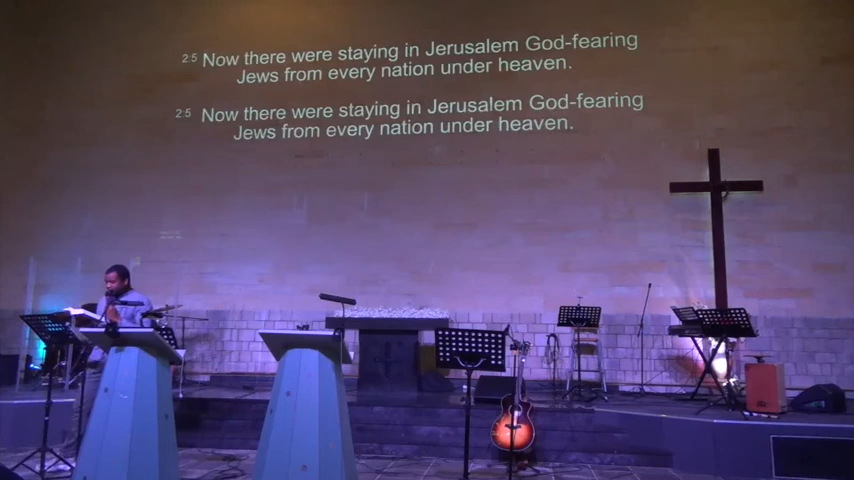 2:5 Now there were staying in Jerusalem God-fearing
Jews from every nation under heaven.
2:5 Now there were staying in Jerusalem God-fearing
Jews from every nation under heaven.